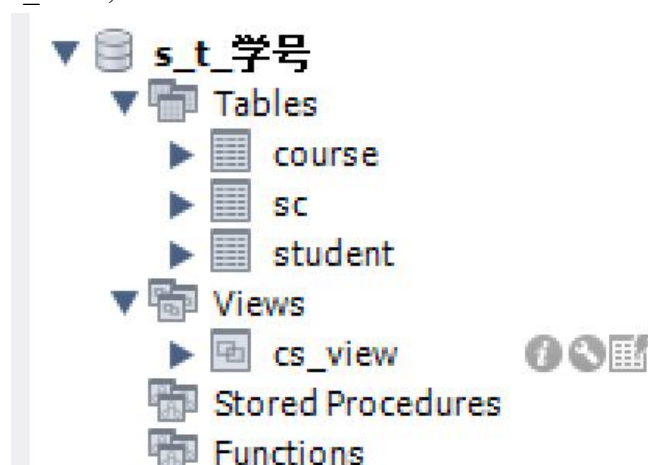 s_t_学号
Tables
course
sc
student
Views
cs_view
Stored Procedures
Functions